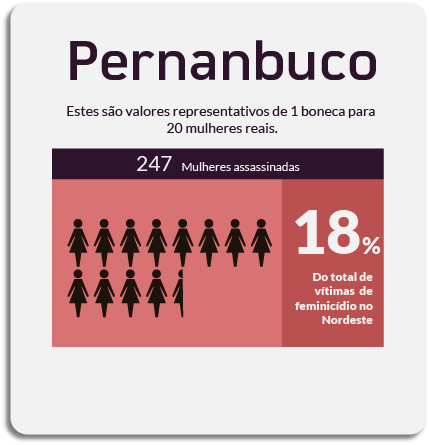 Pernanbuco
Estes são valores representativos de 1 boneca para
20 mulheres reais.
247 Mulheres assassinadas
18%
Do total de
vítimas de
feminicídio no
Nordeste